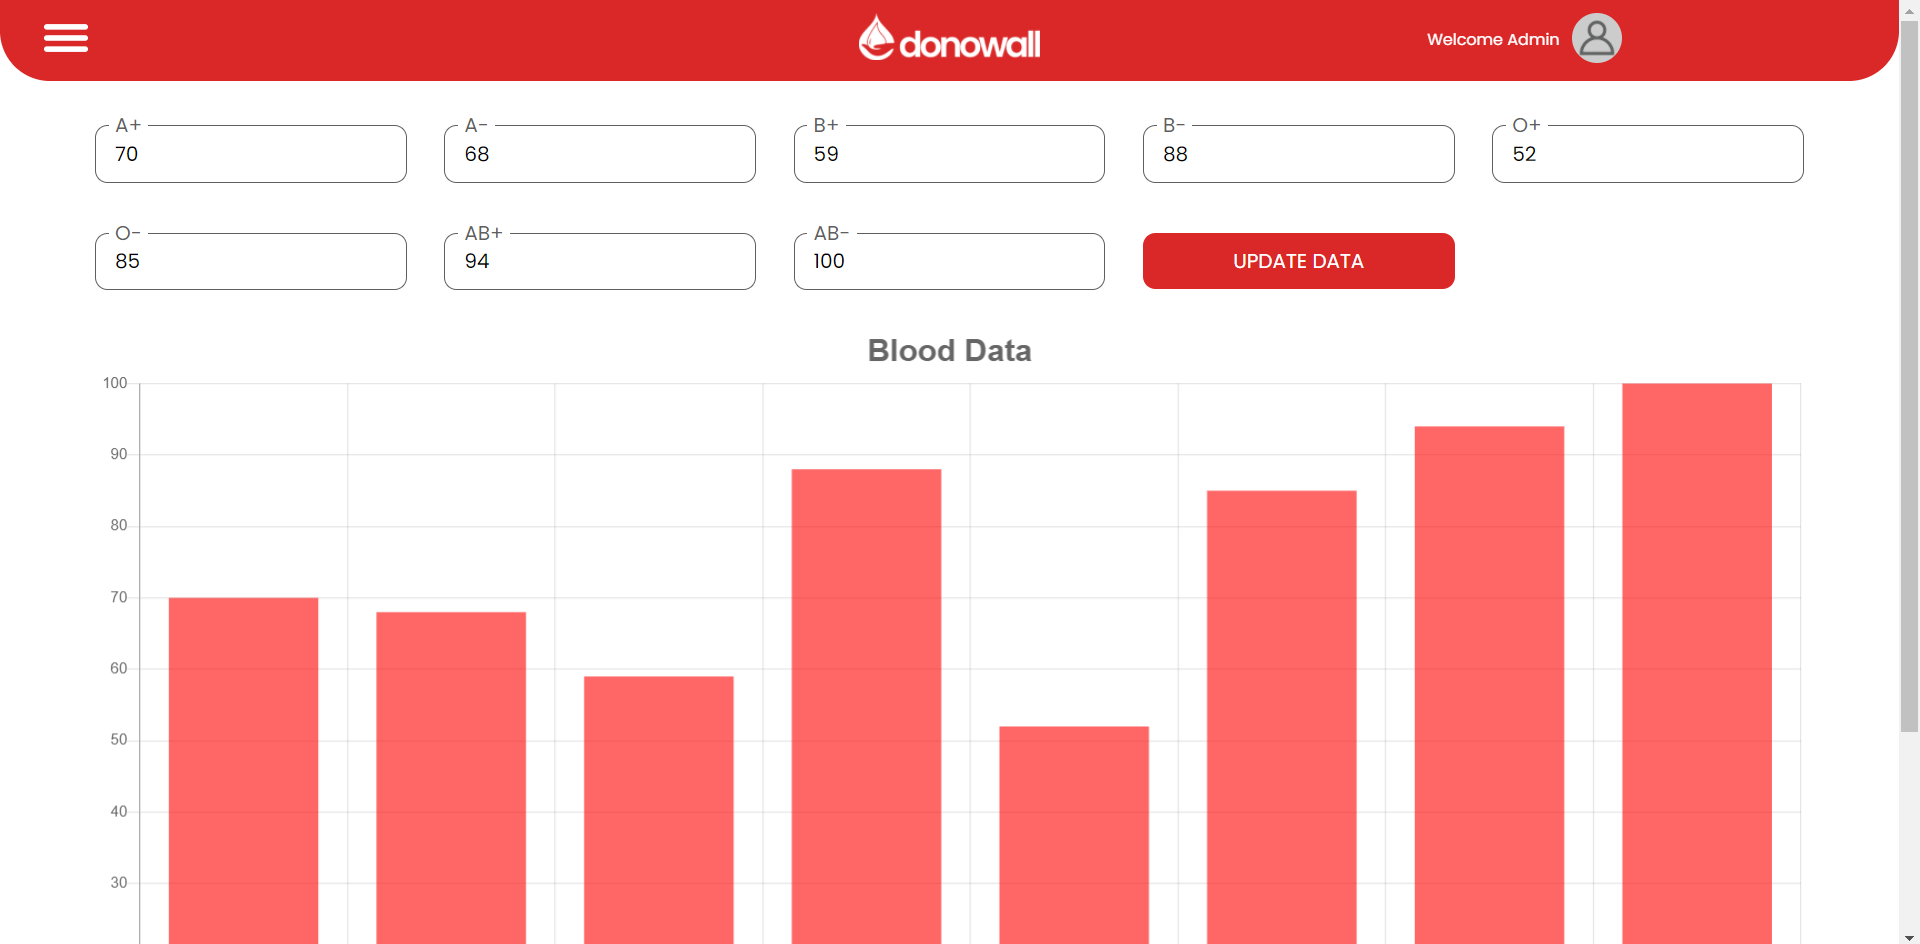 donowall
Welcome Admin
A+ A- B+ B- O+
70 68 59 88 52
O- AB+ AB-
85 94 100 UPDATE DATA
Blood Data
100
90
80
70
60
50
40
30